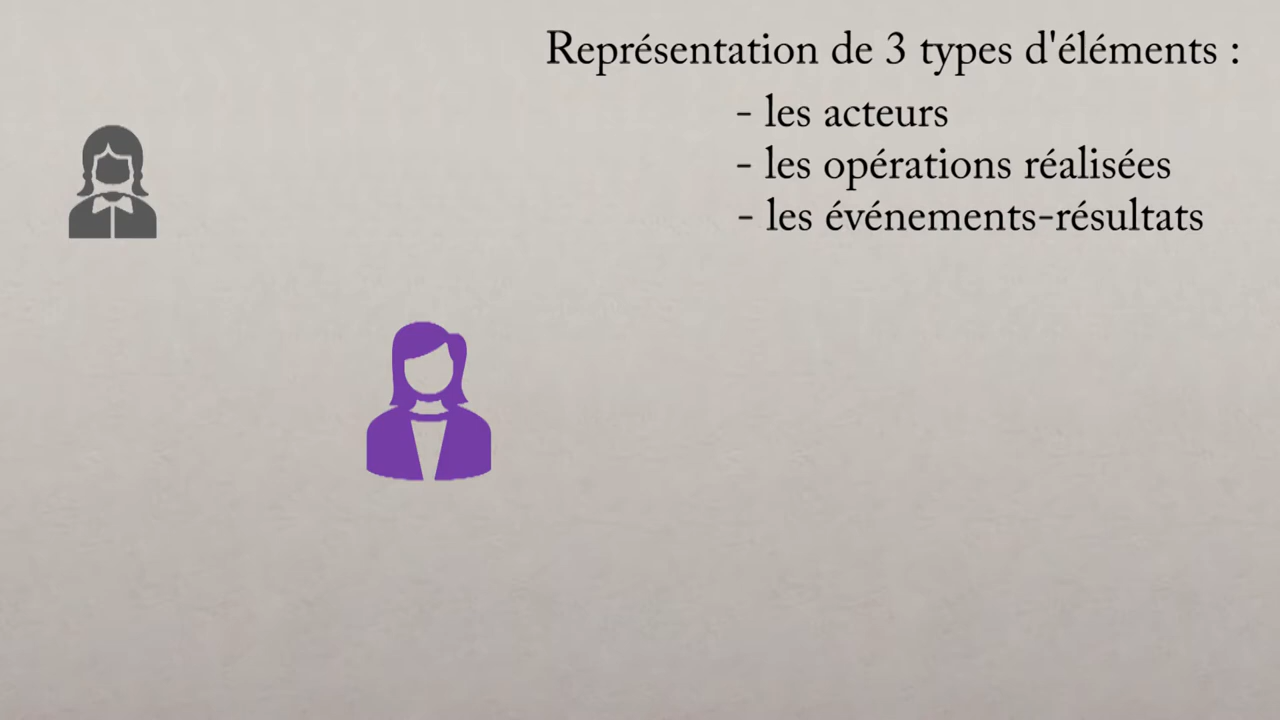 Représentation de 3 types d'éléments :
- les acteurs
- les opérations réalisées
- les événements-résultats